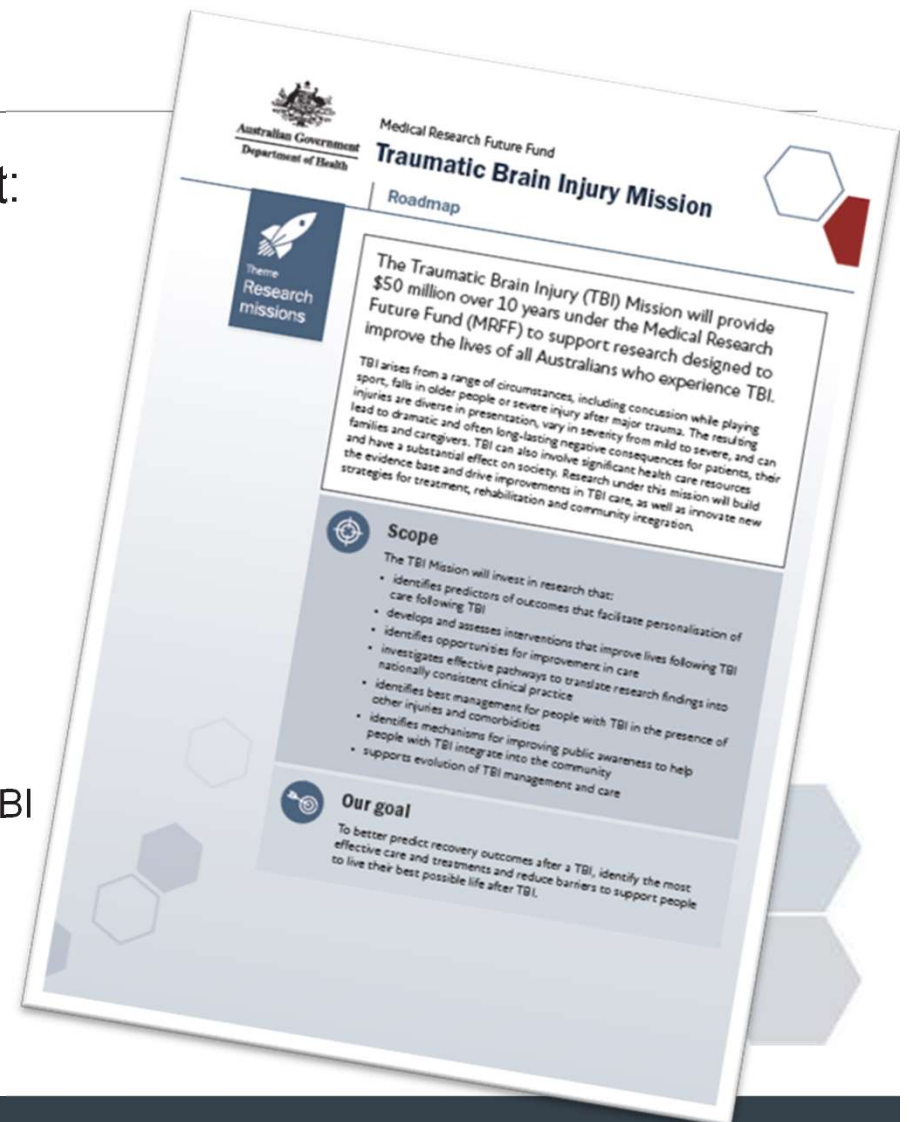 t:
BI
Australian Government
Department of Health
Medical Research Future Fund
Traumatic Brain Injury Mission
Roadmap
Theme
Research
missions
The Traumatic Brain Injury (TBI) Mission will provide
$50 million over 10 years under the Medical Research
Future Fund (MRFF) to support research designed to
improve the lives of all Australians who experience TBI.
TBI arises from a range of circumstances, including concussion while playing
sport, falls in older people or severe injury after major trauma. The resulting
injuries are diverse in presentation, vary in severity from mild to severe, and can
lead to dramatic and often long-lasting negative consequences for patients, their
families and caregivers. TBI can also involve significant health care resources
and have a substantial effect on society. Research under this mission will build
the evidence base and drive improvements in TBI care, as well as innovate new
strategies for treatment, rehabilitation and community integration.
Scope
The TBI Mission will invest in research that:
• identifies predictors of outcomes that facilitate personalisation of
care following TBI
• develops and assesses interventions that improve lives following TBI
• identifies opportunities for improvement in care
• investigates effective pathways to translate research findings into
nationally consistent clinical practice
• identifies best management for people with TBI in the presence of
other injuries and comorbidities
• identifies mechanisms for improving public awareness to help
people with TBI integrate into the community
• supports evolution of TBI management and care
Our goal
To better predict recovery outcomes after a TBI, identify the most
effective care and treatments and reduce barriers to support people
to live their best possible life after TBI.